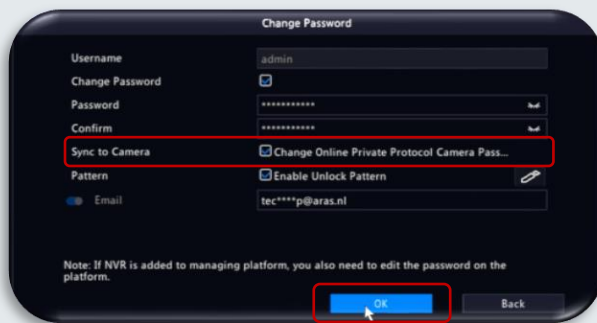 Change Password
Username admin
Change Password
Password ***********
Confirm ***********
Sync to Camera Change Online Private Protocol Camera Pass...
Pattern Enable Unlock Pattern
Email tec****p@aras.nl
Note: If NVR is added to managing platform, you also need to edit the password on the
platform.
OK Back